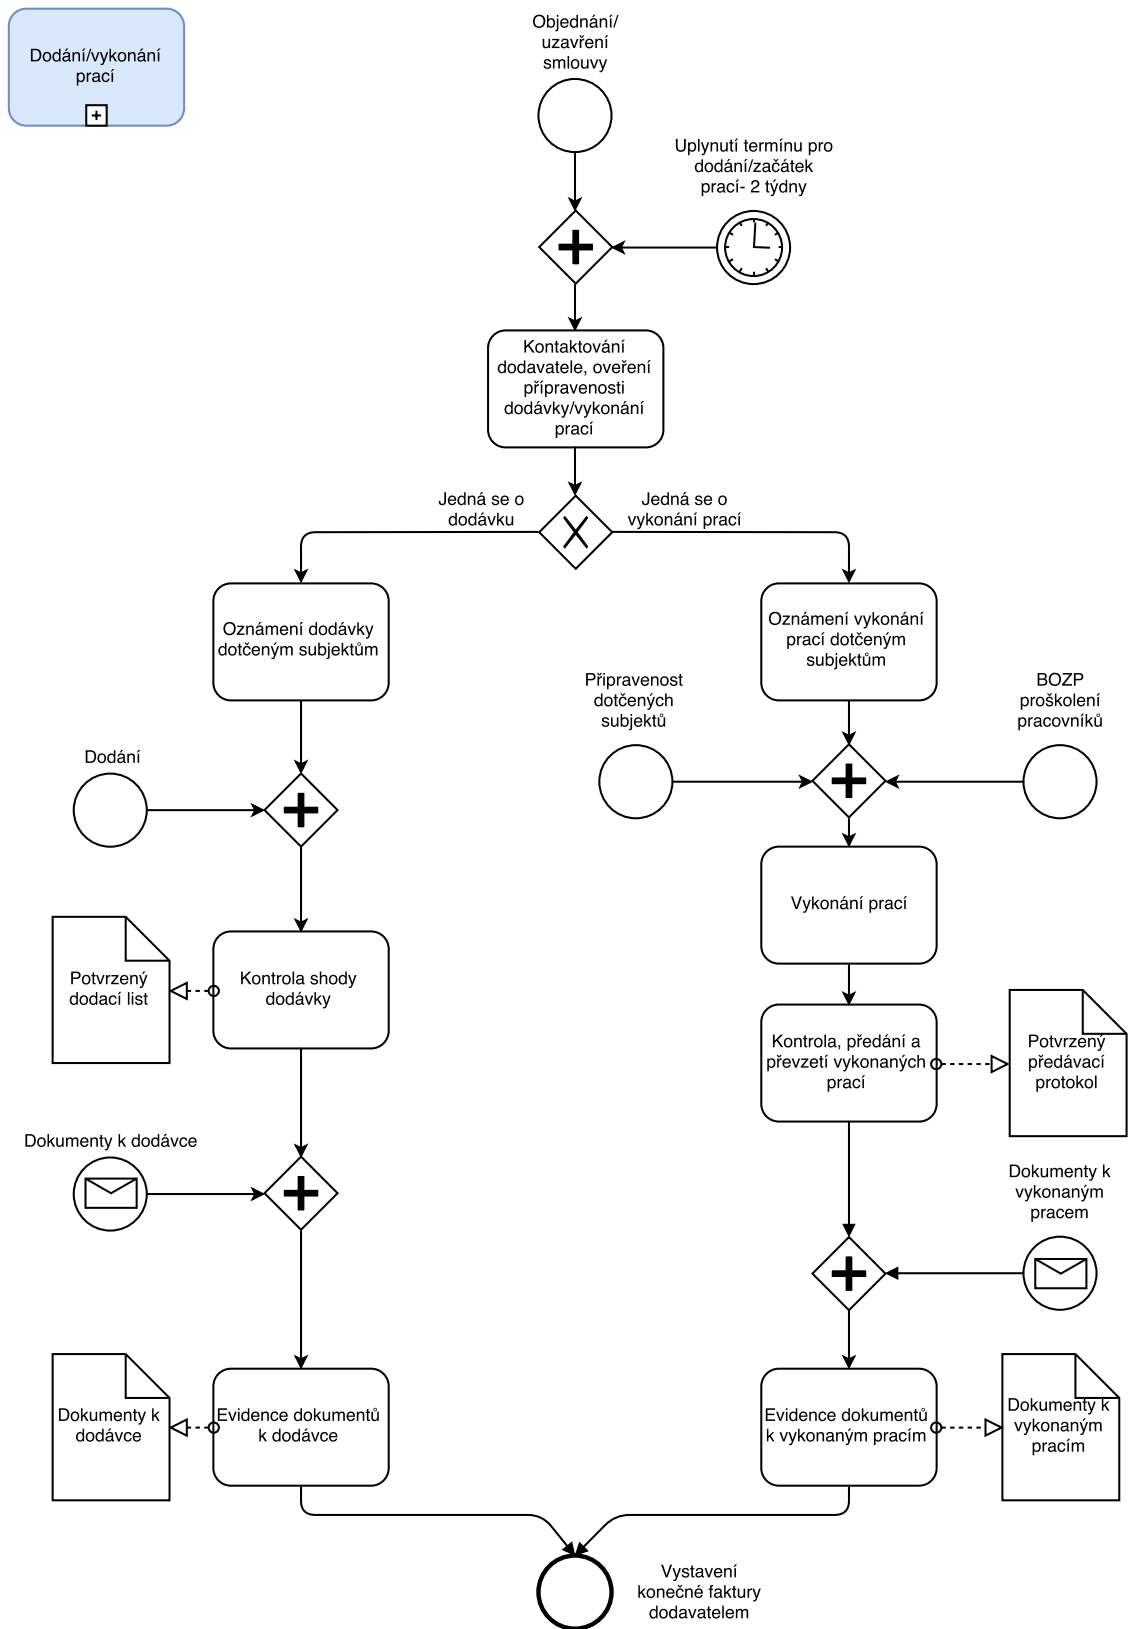 Dodání/vykonání
prací
Objednání/
uzavření
smlouvy
Uplynutí termínu pro
dodání/začátek
prací- 2 týdny
Kontaktování
dodavatele, oveření
přípravenosti
dodávky/vykonání
prací
Jedná se o
dodávku
Jedná se o
vykonání prací
Oznámení dodávky
dotčeným subjektům
Oznámení vykonání
prací dotčeným
subjektům
Připravenost
dotčených
subjektů
BOZP
proškolení
pracovníků
Dodání
Vykonání prací
Potvrzený
dodací list
Kontrola shody
dodávky
Kontrola, předání a
převzetí vykonaných
prací
Potvrzený
předávací
protokol
Dokumenty k dodávce
Dokumenty k
vykonaným
pracem
Dokumenty k
dodávce
Evidence dokumentů
k dodávce
Evidence dokumentů
k vykonaným pracím
Dokumenty k
vykonaným
pracím
Vystavení
konečné faktury
dodavatelem